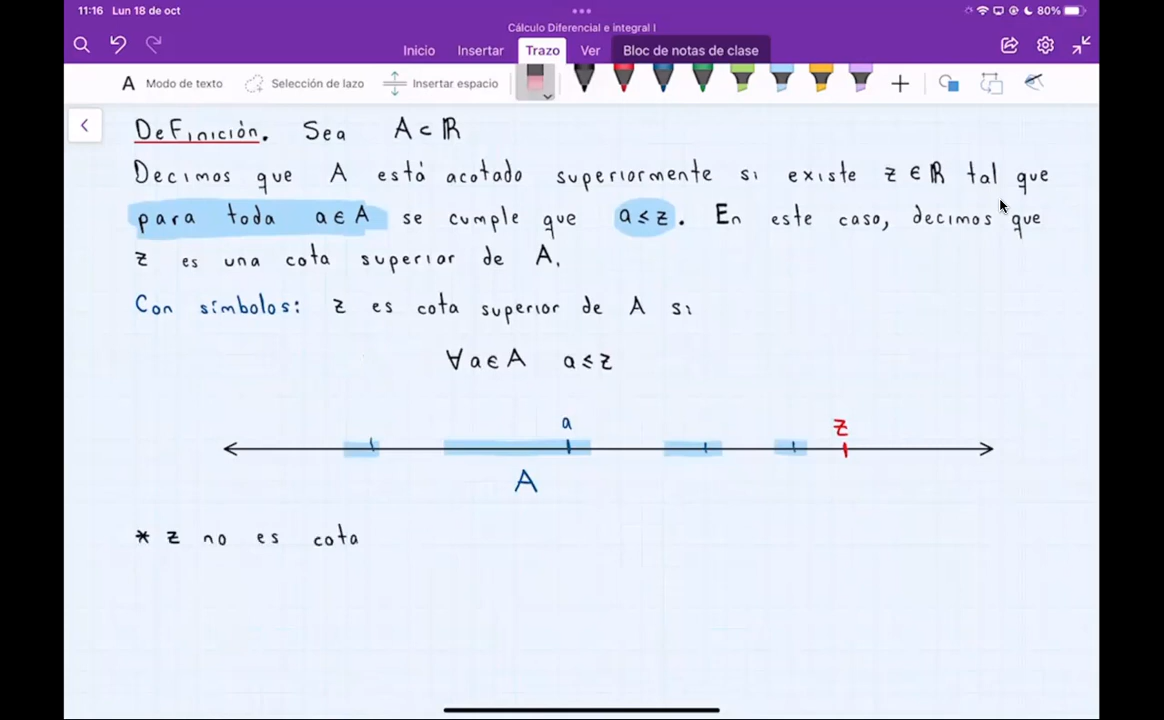 11:16 Lun 18 de oct
80%
Cálculo Diferencial e integral I
Inicio Insertar Trazo Ver Bloc de notas de clase
A Modo de texto Selección de lazo Insertar espacio
Definición. Sea A ⊂ ℝ
Decimos que A está acotado superiormente si existe z ∈ ℝ tal que
para toda a ∈ A se cumple que a ≤ z. En este caso, decimos que
z es una cota superior de A.
Con símbolos: z es cota superior de A si
∀ a ∈ A a ≤ z
a z
A
* z no es cota